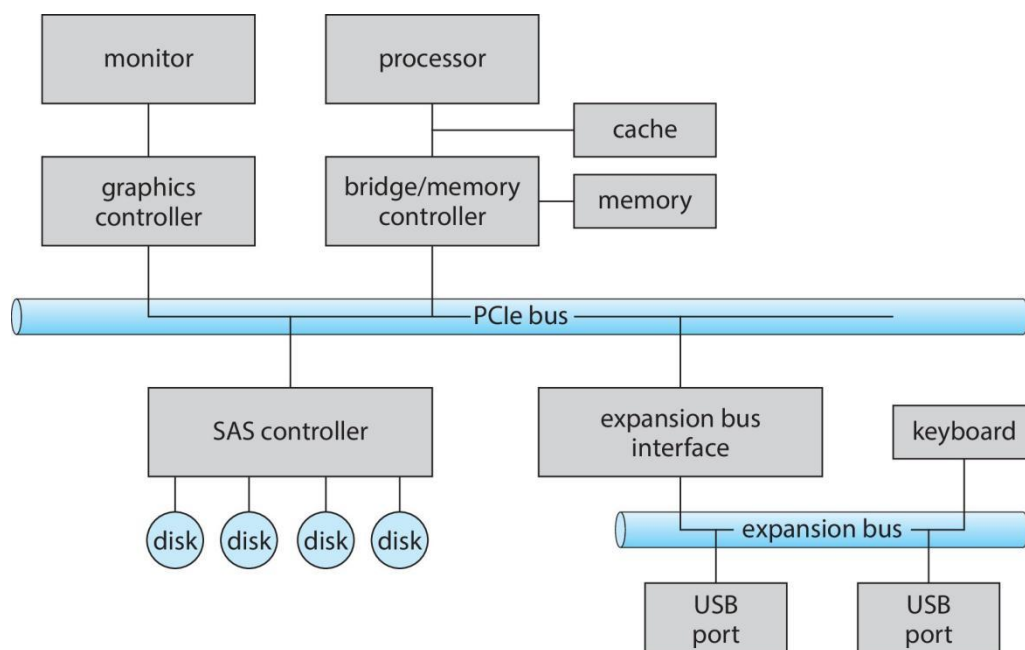 monitor
processor
cache
graphics
controller
bridge/memory
controller
memory
PCIe bus
SAS controller
expansion bus
interface
keyboard
disk
disk
disk
disk
expansion bus
USB
port
USB
port